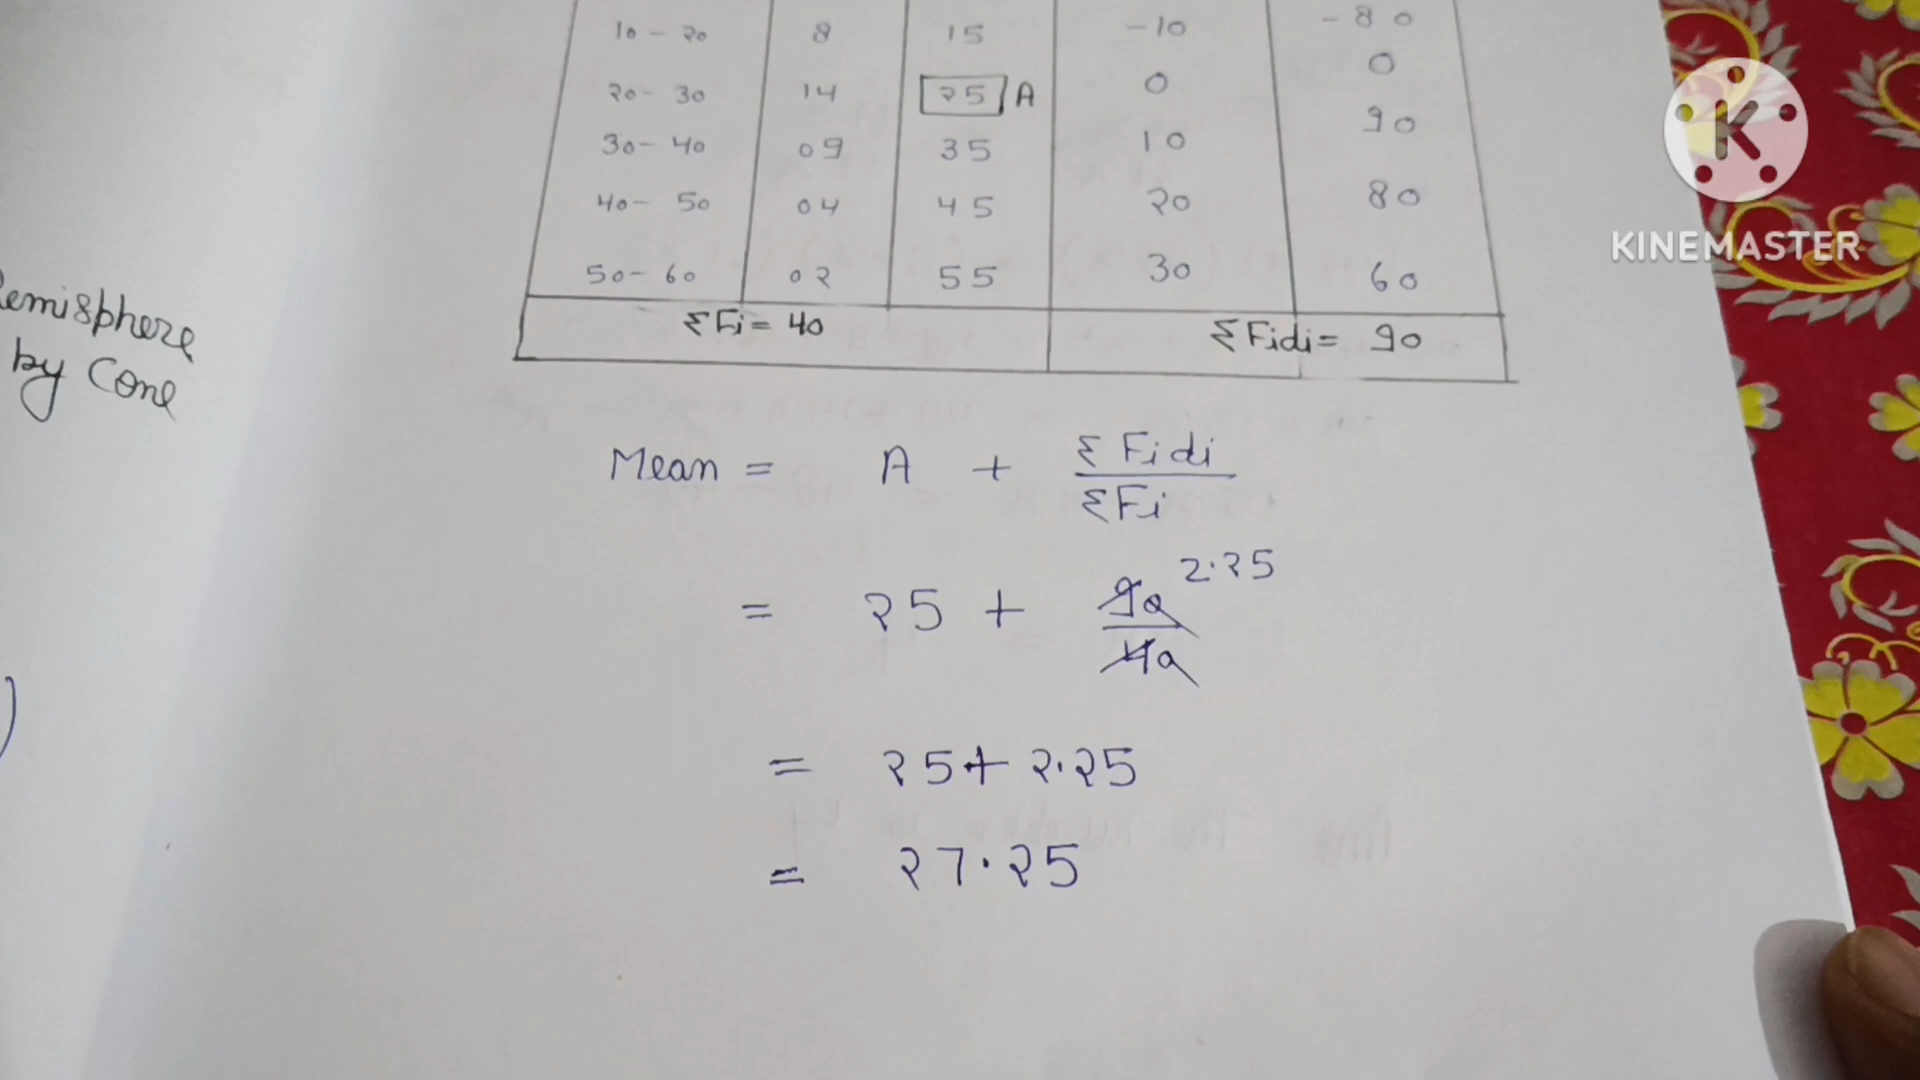 10 - 20 8 15 -10 -80
20 - 30 14 25 A 0 0
30 - 40 09 35 10 90
40 - 50 04 45 20 80
50 - 60 02 55 30 60
ΣFi = 40 ΣFidi = 90
Mean = A + ΣFidi / ΣFi
= 25 + 90 / 40 2.25
= 25 + 2.25
= 27.25
Hemisphere
by Cone
)
KINEMASTER